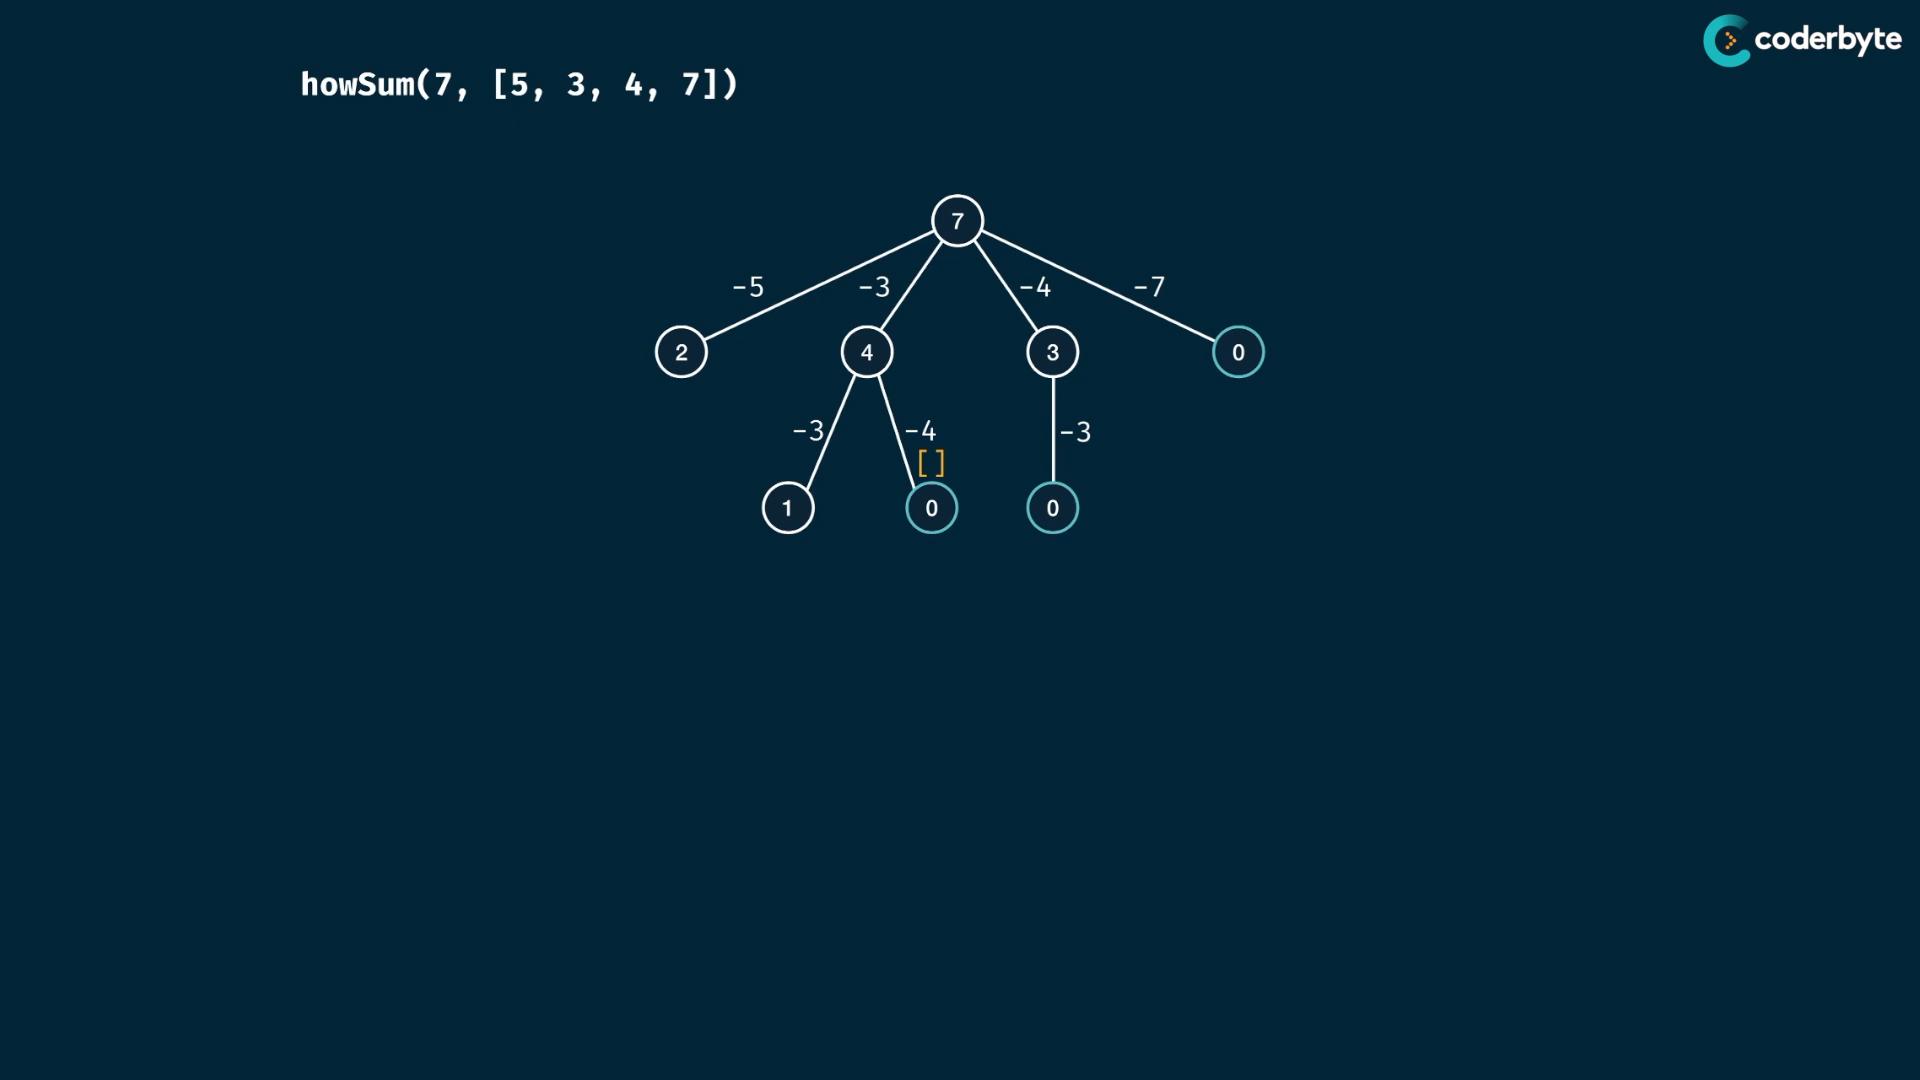 coderbyte
howSum(7, [5, 3, 4, 7])
7
-5 -3 -4 -7
2 4 3 0
-3 -4 -3
[]
1 0 0